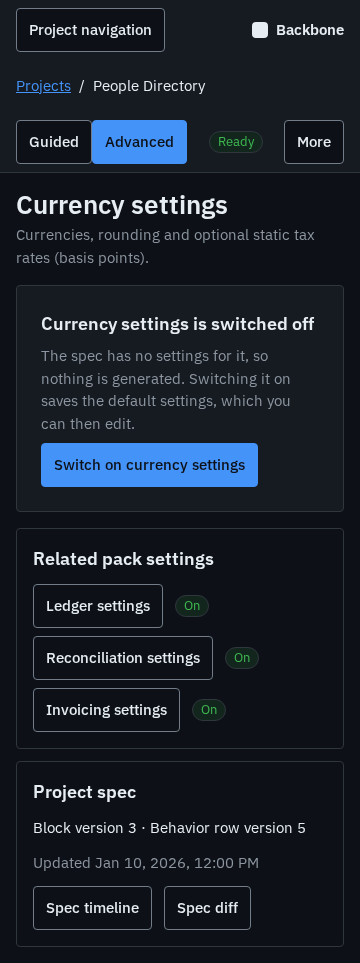 Project navigation
Backbone
Projects / People Directory
Guided
Advanced
Ready
More
Currency settings
Currencies, rounding and optional static tax
rates (basis points).
Currency settings is switched off
The spec has no settings for it, so
nothing is generated. Switching it on
saves the default settings, which you
can then edit.
Switch on currency settings
Related pack settings
Ledger settings
On
Reconciliation settings
On
Invoicing settings
On
Project spec
Block version 3 · Behavior row version 5
Updated Jan 10, 2026, 12:00 PM
Spec timeline
Spec diff